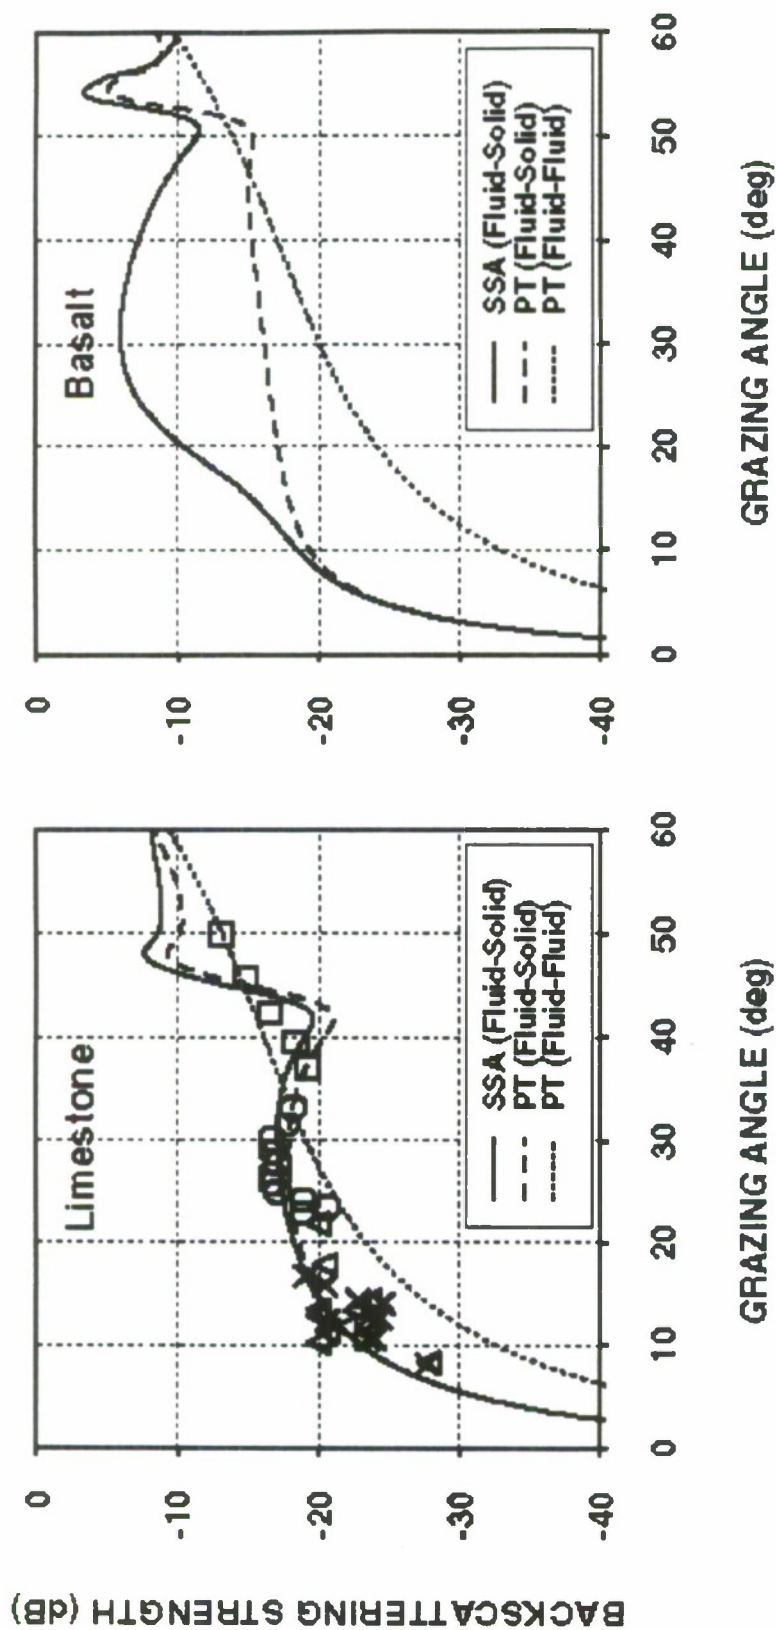 BACKSCATTERING STRENGTH (dB)
Limestone
0
-10
-20
-30
-40
SSA (Fluid-Solid)
PT (Fluid-Solid)
PT (Fluid-Fluid)
0 10 20 30 40 50 60
GRAZING ANGLE (deg)
Basalt
0
-10
-20
-30
-40
SSA (Fluid-Solid)
PT (Fluid-Solid)
PT (Fluid-Fluid)
0 10 20 30 40 50 60
GRAZING ANGLE (deg)